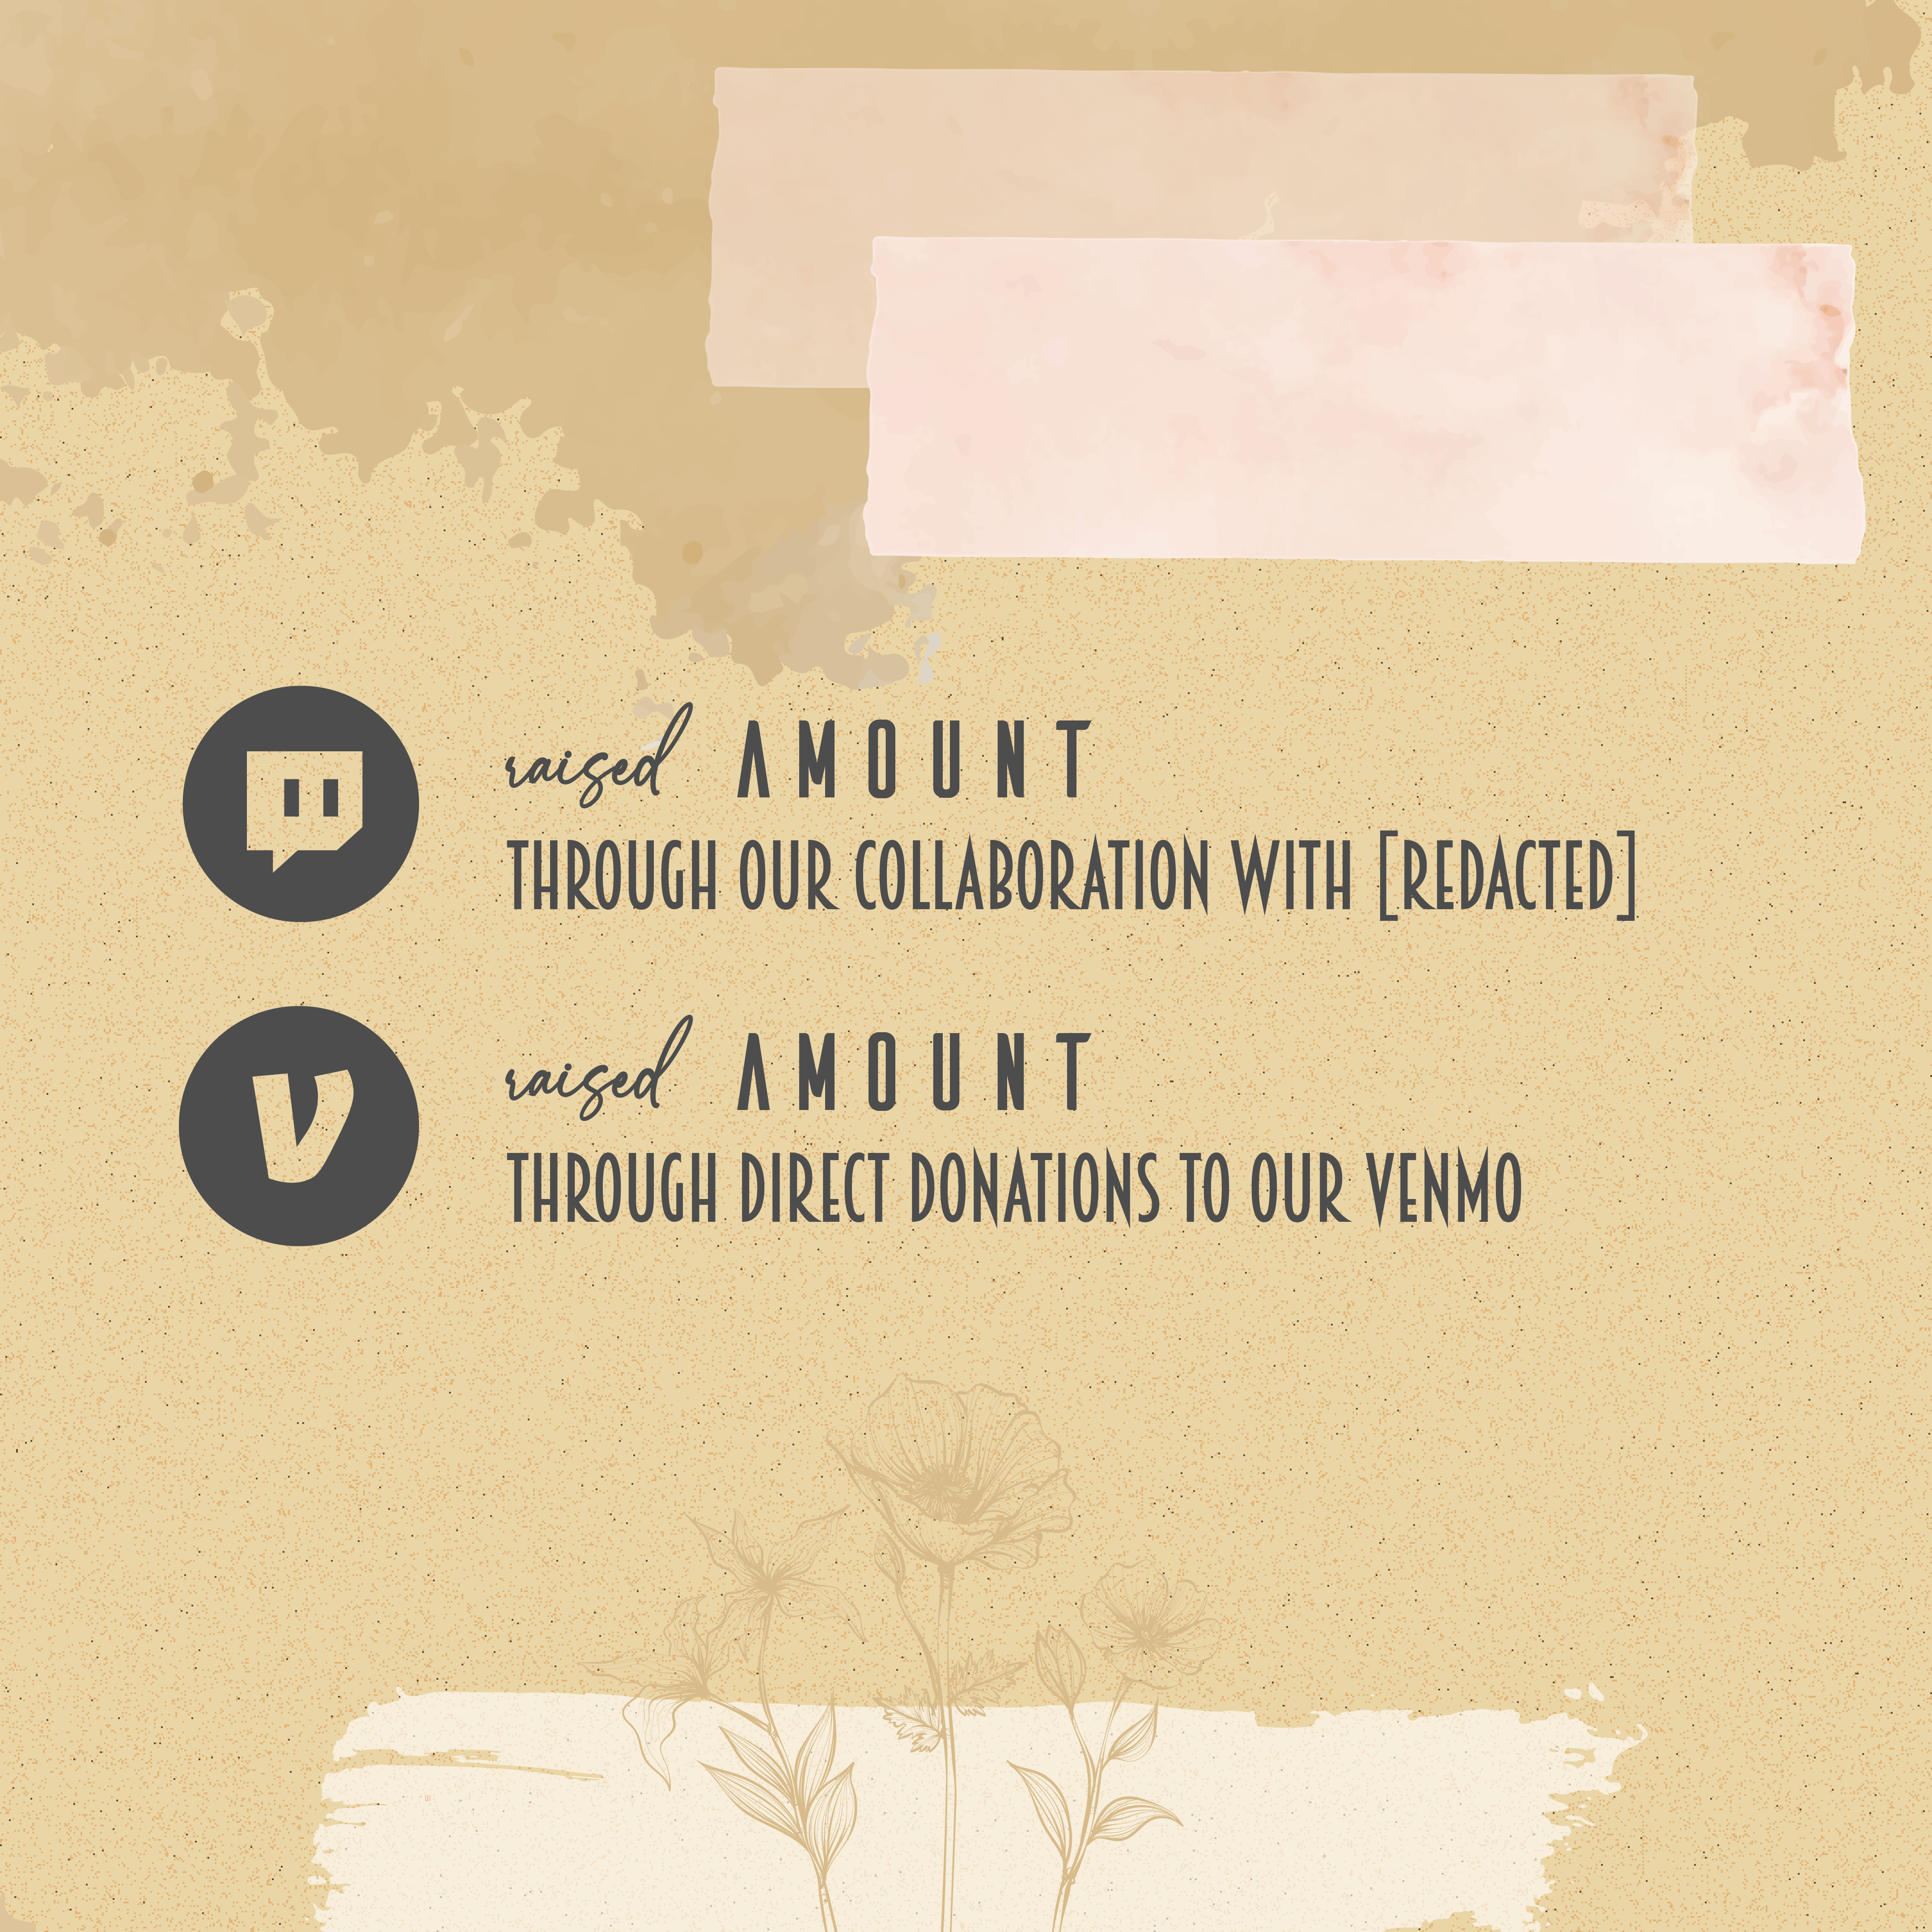 raised AMOUNT
THROUGH OUR COLLABORATION WITH [REDACTED]
raised AMOUNT
THROUGH DIRECT DONATIONS TO OUR VENMO